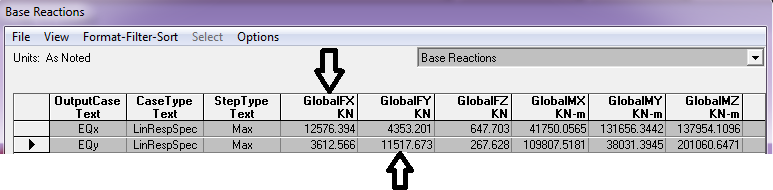 Base Reactions
File View Format-Filter-Sort Select Options
Units: As Noted Base Reactions
OutputCase CaseType StepType GlobalFX GlobalFY GlobalFZ GlobalMX GlobalMY GlobalMZ
Text Text Text KN KN KN KN-m KN-m KN-m
EQx LinRespSpec Max 12576.394 4353.201 647.703 41750.0565 131656.3442 137954.1096
EQy LinRespSpec Max 3612.566 11517.673 267.628 109807.5181 38031.3945 201060.6471